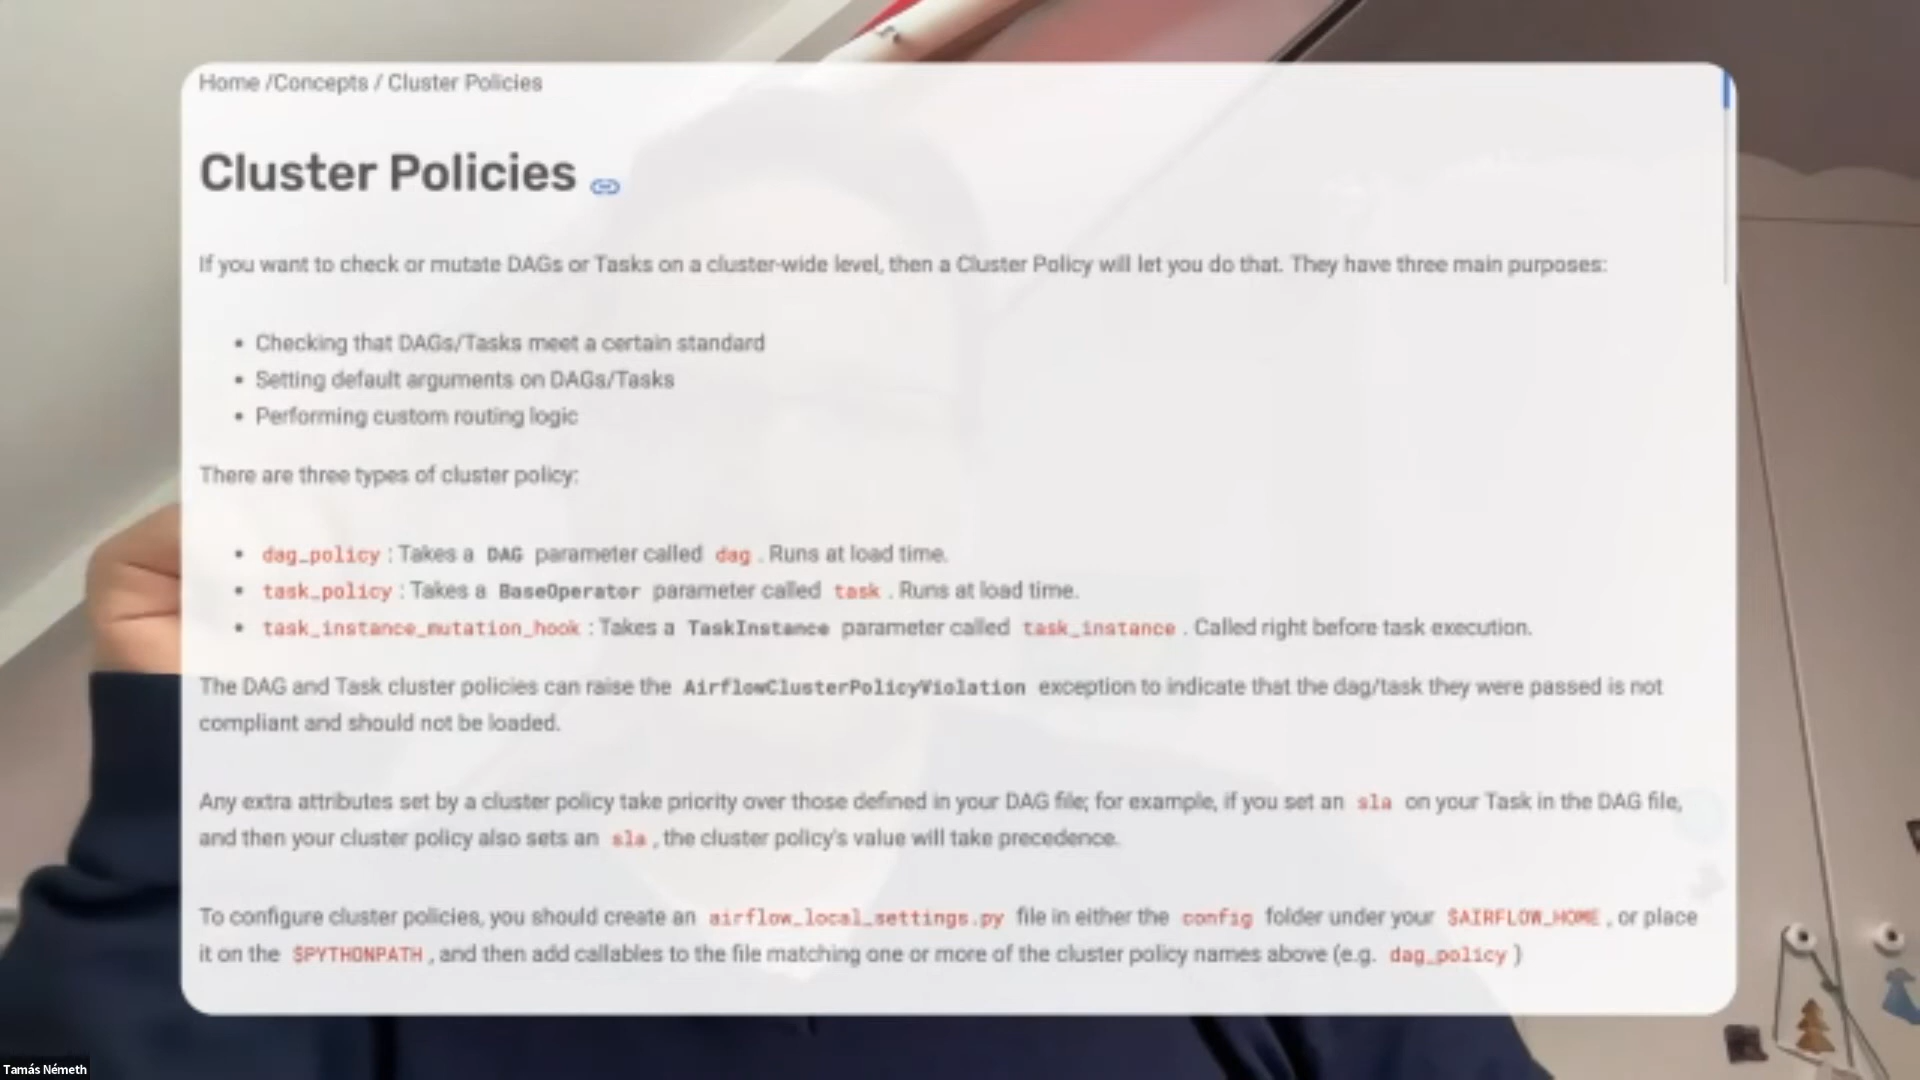 Home /Concepts / Cluster Policies
Cluster Policies
If you want to check or mutate DAGs or Tasks on a cluster-wide level, then a Cluster Policy will let you do that. They have three main purposes:
• Checking that DAGs/Tasks meet a certain standard
• Setting default arguments on DAGs/Tasks
• Performing custom routing logic
There are three types of cluster policy:
• dag_policy : Takes a DAG parameter called dag . Runs at load time.
• task_policy : Takes a BaseOperator parameter called task . Runs at load time.
• task_instance_mutation_hook : Takes a TaskInstance parameter called task_instance . Called right before task execution.
The DAG and Task cluster policies can raise the AirflowClusterPolicyViolation exception to indicate that the dag/task they were passed is not
compliant and should not be loaded.
Any extra attributes set by a cluster policy take priority over those defined in your DAG file; for example, if you set an sla on your Task in the DAG file,
and then your cluster policy also sets an sla , the cluster policy's value will take precedence.
To configure cluster policies, you should create an airflow_local_settings.py file in either the config folder under your $AIRFLOW_HOME , or place
it on the $PYTHONPATH , and then add callables to the file matching one or more of the cluster policy names above (e.g. dag_policy )
Tamás Németh